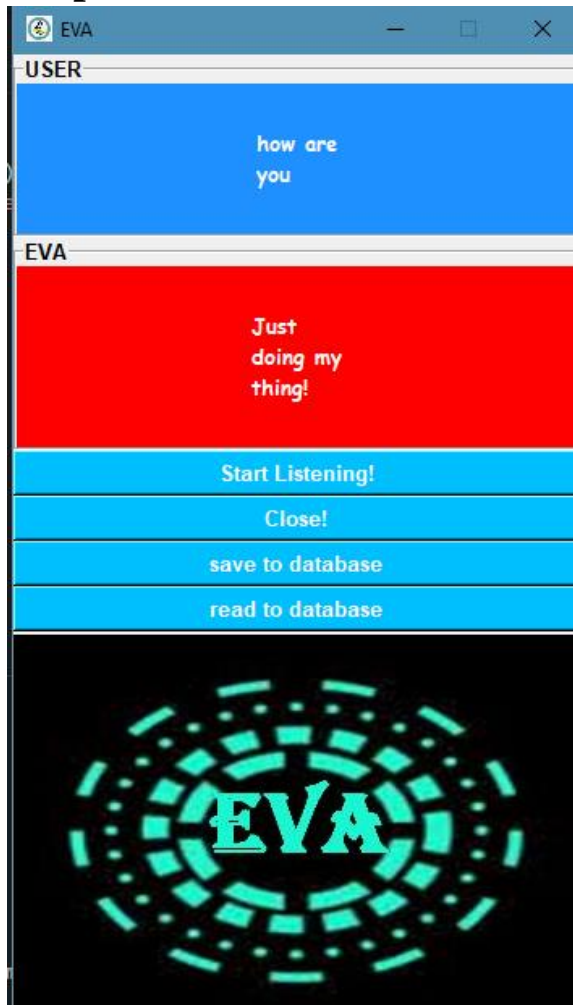 EVA
USER
how are
you
EVA
Just
doing my
thing!
Start Listening!
Close!
save to database
read to database
EVA